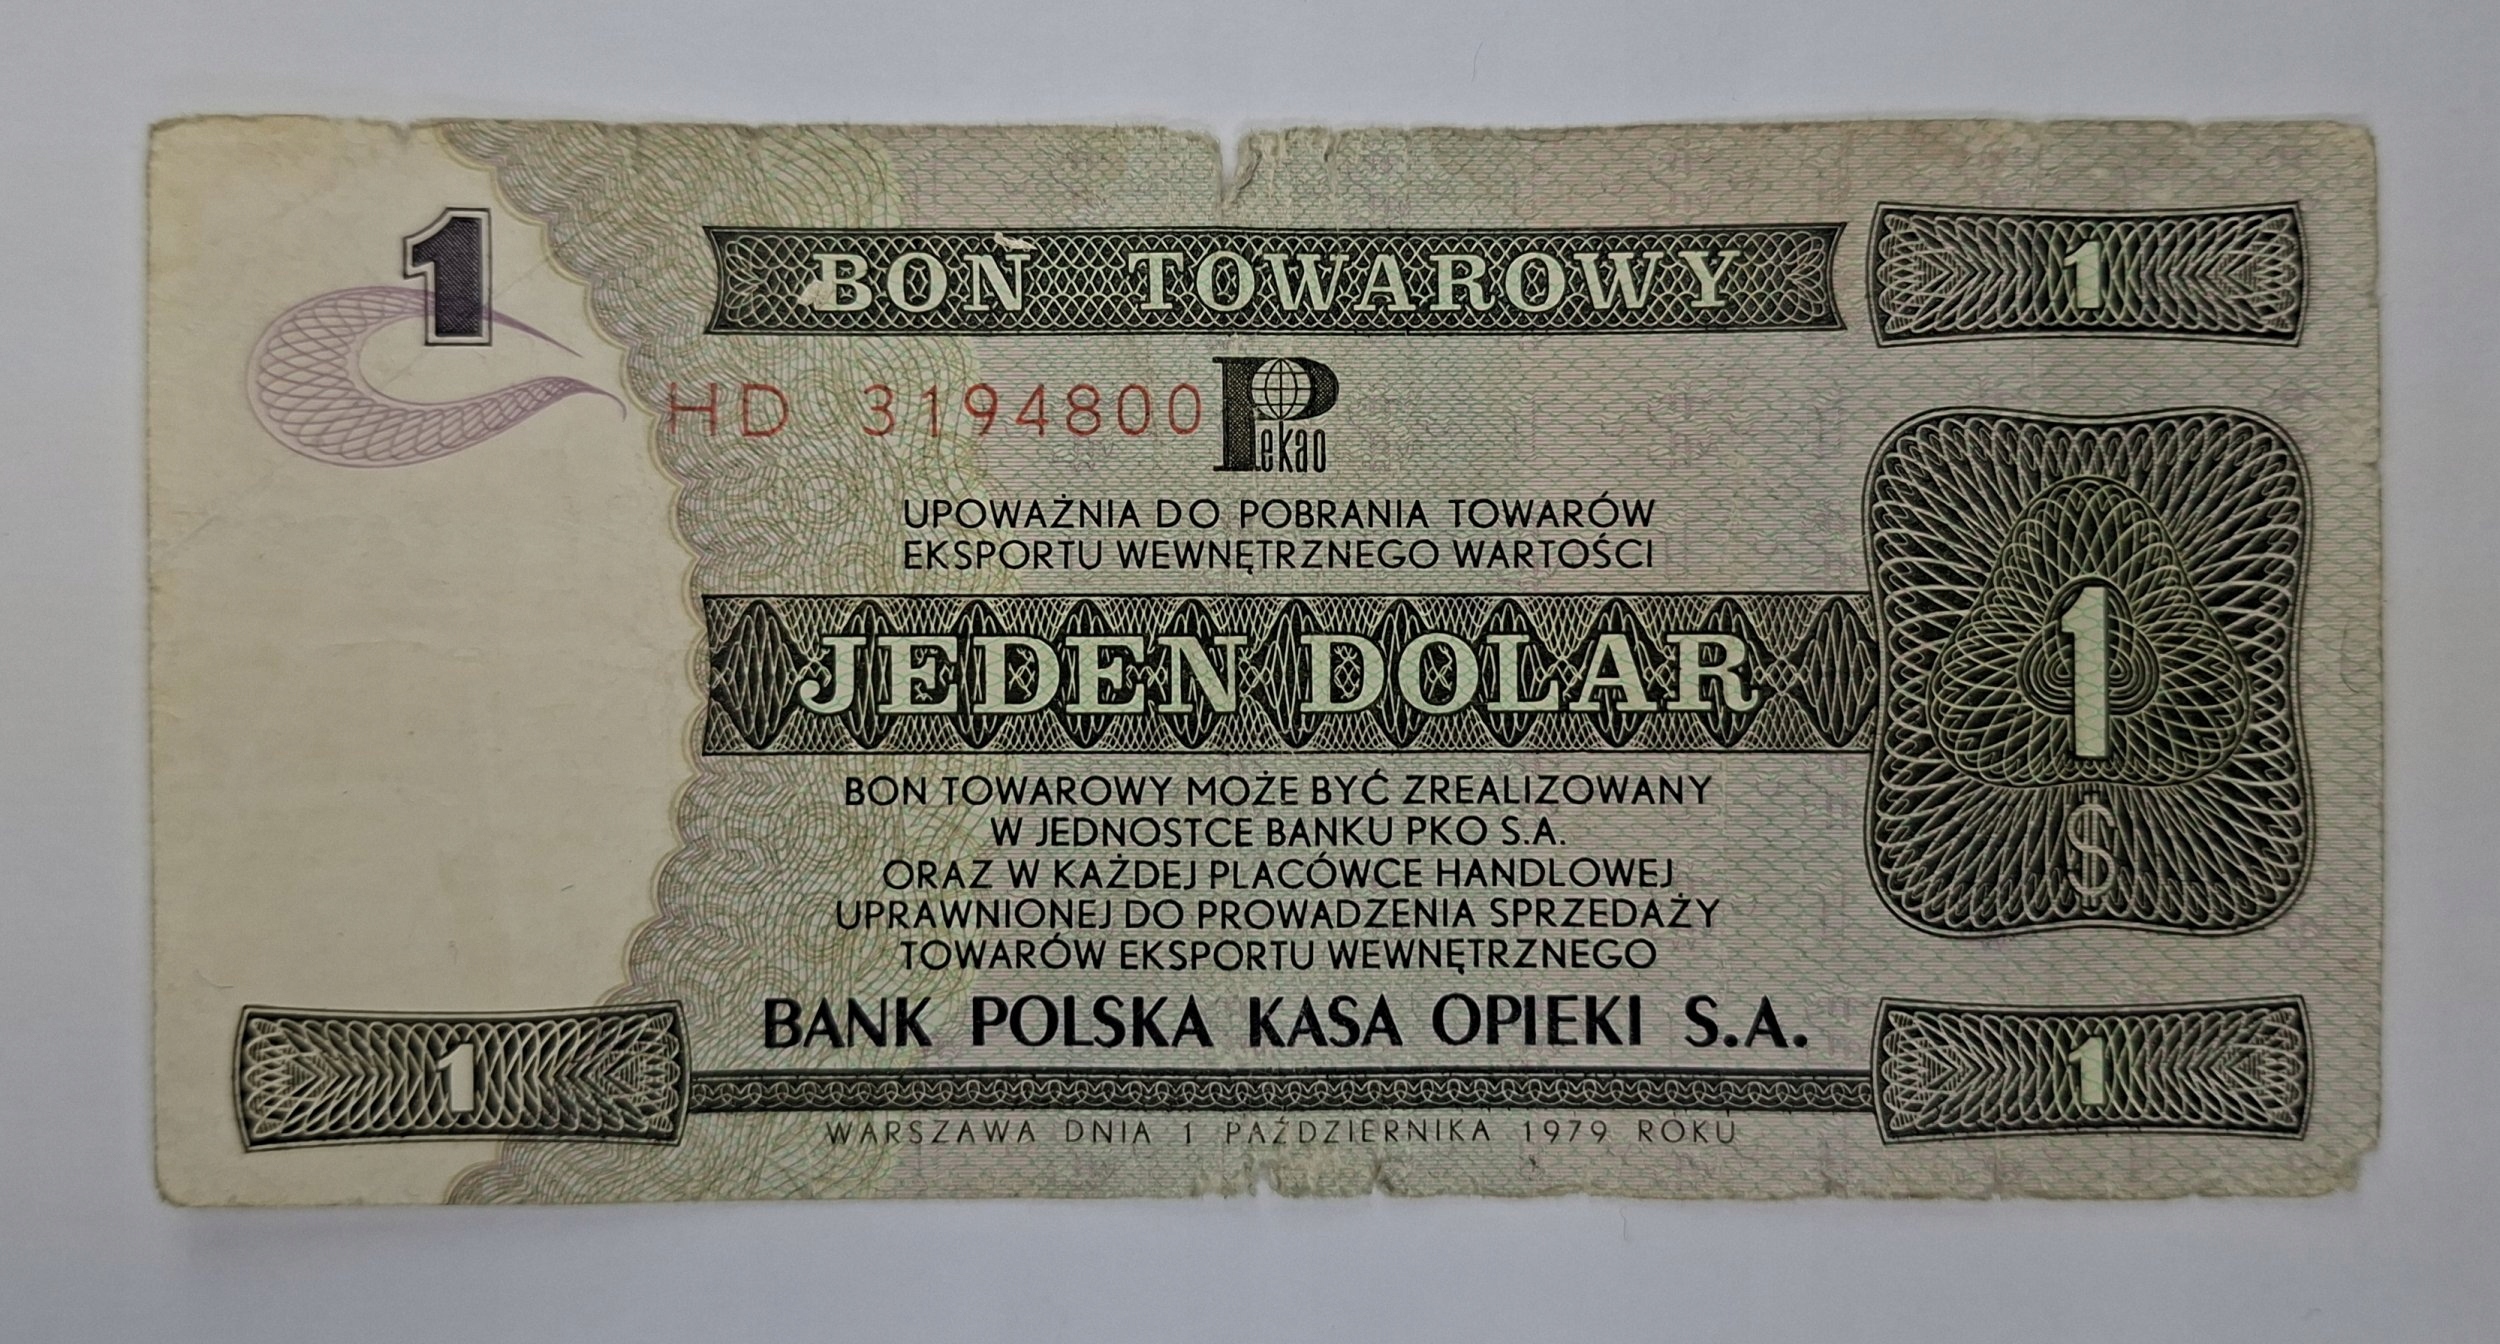 1
BON TOWAROWY
1
HD 3194800
Pekao
UPOWAŻNIA DO POBRANIA TOWARÓW
EKSPORTU WEWNĘTRZNEGO WARTOŚCI
JEDEN DOLAR
1
$
BON TOWAROWY MOŻE BYĆ ZREALIZOWANY
W JEDNOSTCE BANKU PKO S.A.
ORAZ W KAŻDEJ PLACÓWCE HANDLOWEJ
UPRAWNIONEJ DO PROWADZENIA SPRZEDAŻY
TOWARÓW EKSPORTU WEWNĘTRZNEGO
BANK POLSKA KASA OPIEKI S.A.
1
1
WARSZAWA DNIA 1 PAŹDZIERNIKA 1979 ROKU